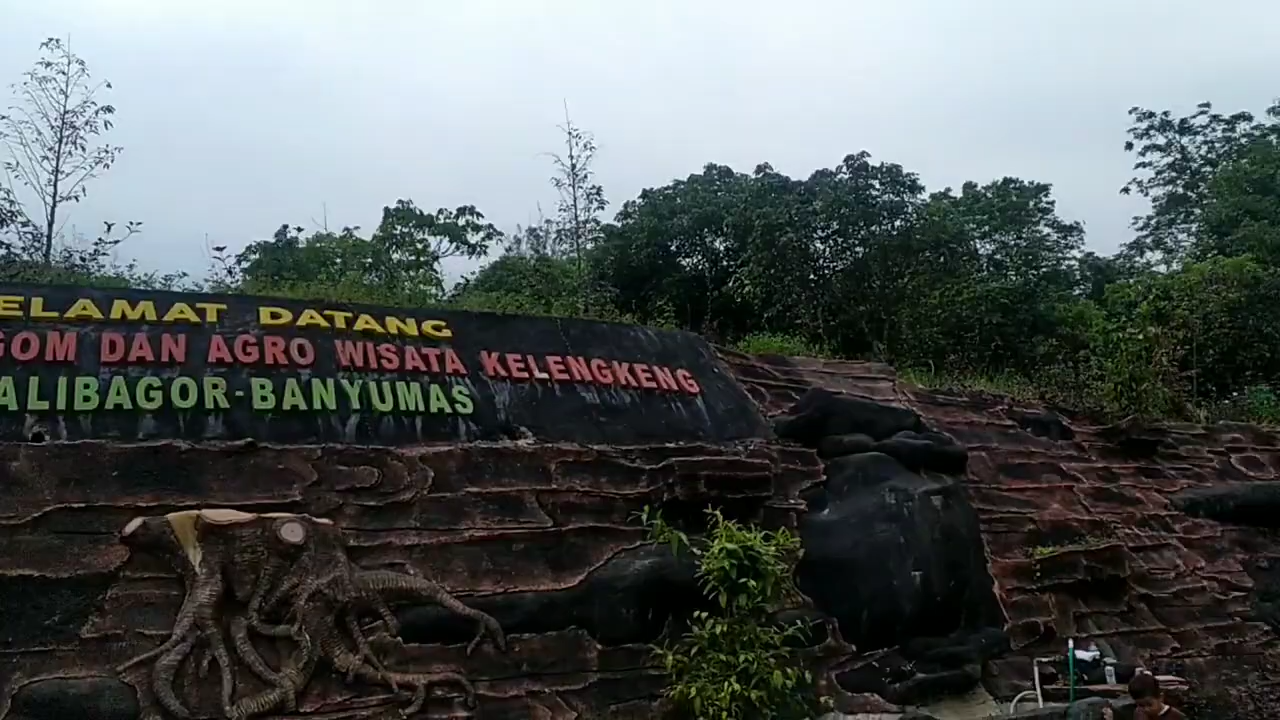 ELAMAT DATANG
GOM DAN AGRO WISATA KELENGKENG
ALIBAGOR-BANYUMAS